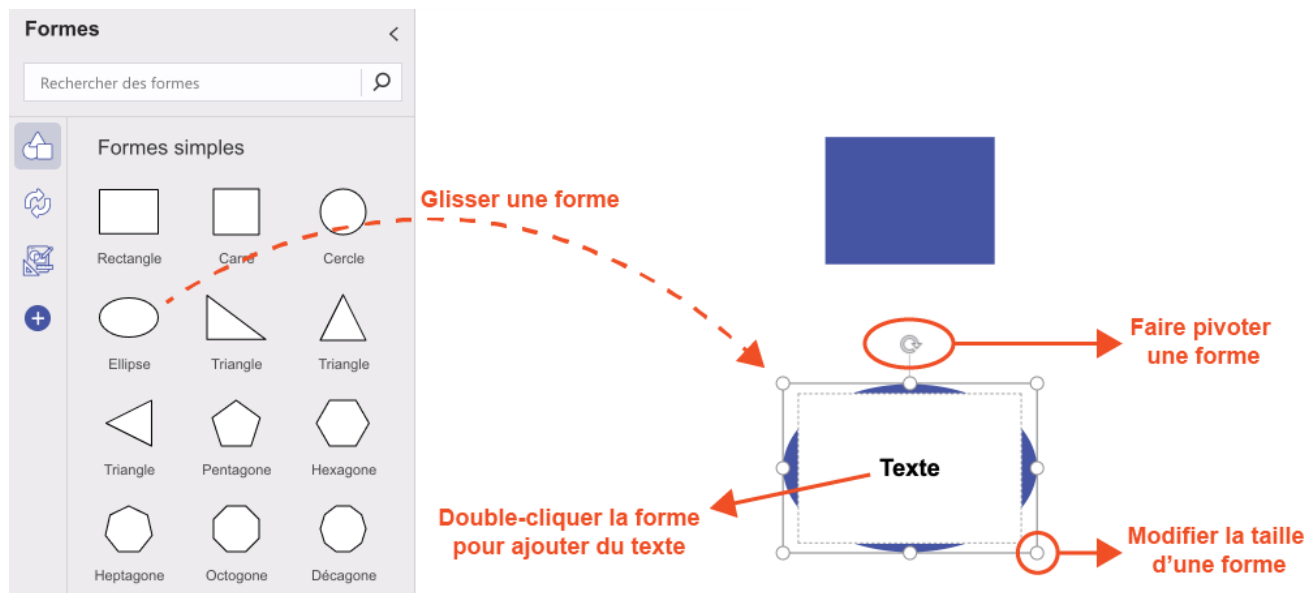 Formes
Rechercher des formes
Formes simples
Rectangle
Carré
Cercle
Ellipse
Triangle
Triangle
Triangle
Pentagone
Hexagone
Heptagone
Octogone
Décagone
Glisser une forme
Faire pivoter
une forme
Texte
Double-cliquer la forme
pour ajouter du texte
Modifier la taille
d’une forme